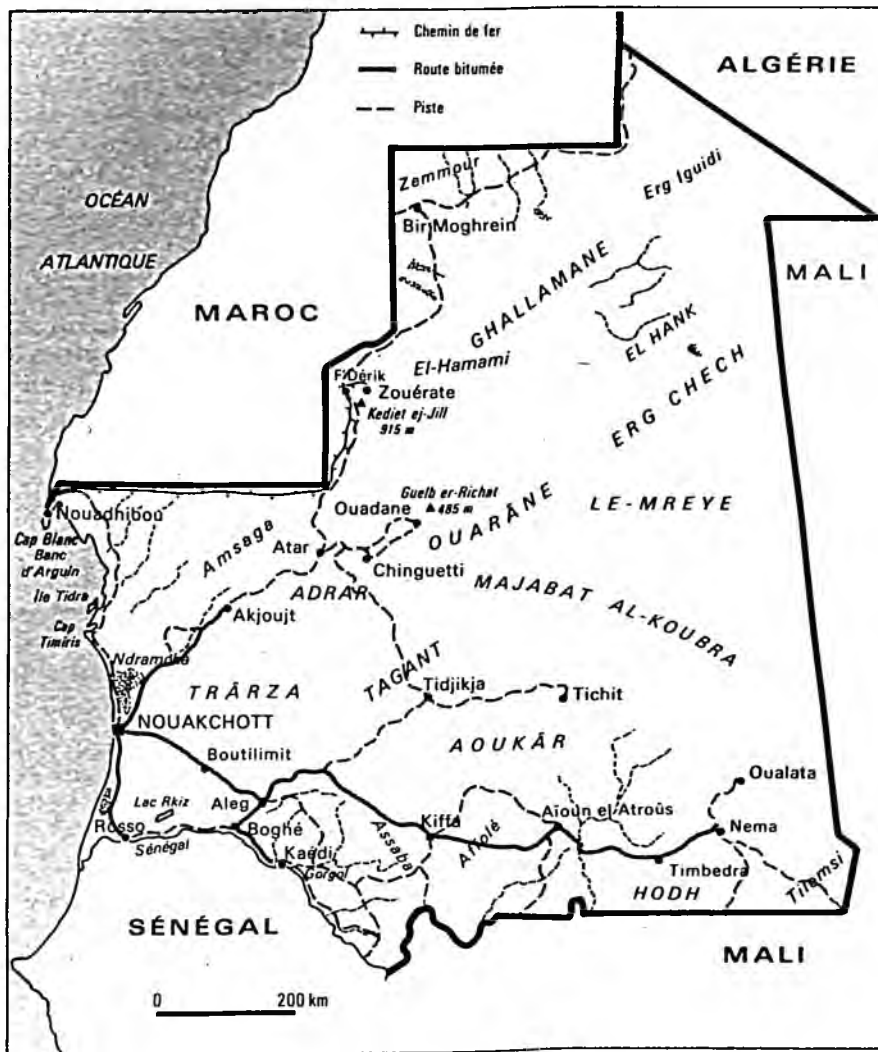 Chemin de fer
Route bitumée
Piste
ALGÉRIE
OCÉAN
ATLANTIQUE
MAROC
MALI
Zemmour
Erg Iguidi
Bir Moghrein
GHALLAMANE
EL HANK
El-Hamami
F'Dérik
Zouérate
Kediet ej-Jill
915 m
ERG CHECH
Guelb er-Richat
485 m
Ouadane
OUARÂNE
LE-MREYE
Nouadhibou
Cap Blanc
Banc
d'Arguin
Amsaga
Atar
Chinguetti
ADRAR
MAJABAT AL-KOUBRA
Île Tidra
Akjoujt
Cap
Timiris
TRÂRZA
TAGANT
Tidjikja
Tichit
NOUAKCHOTT
AOUKÂR
Boutilimit
Oualata
Lac Rkiz
Aleg
Rosso
Boghé
Sénégal
Kaédi
Gorgol
Assaba
Kiffa
Aïoun el-Atroûs
Nema
Timbedra
HODH
Tilemsi
SÉNÉGAL
MALI
0 200 km